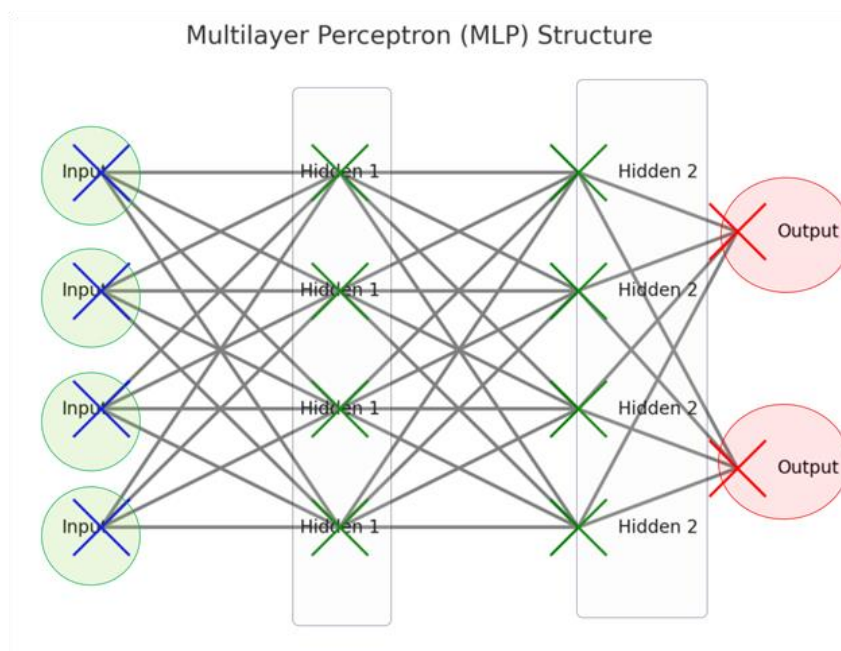 Multilayer Perceptron (MLP) Structure
Input
Hidden 1
Hidden 2
Output
Input
Hidden 1
Hidden 2
Input
Hidden 1
Hidden 2
Output
Input
Hidden 1
Hidden 2